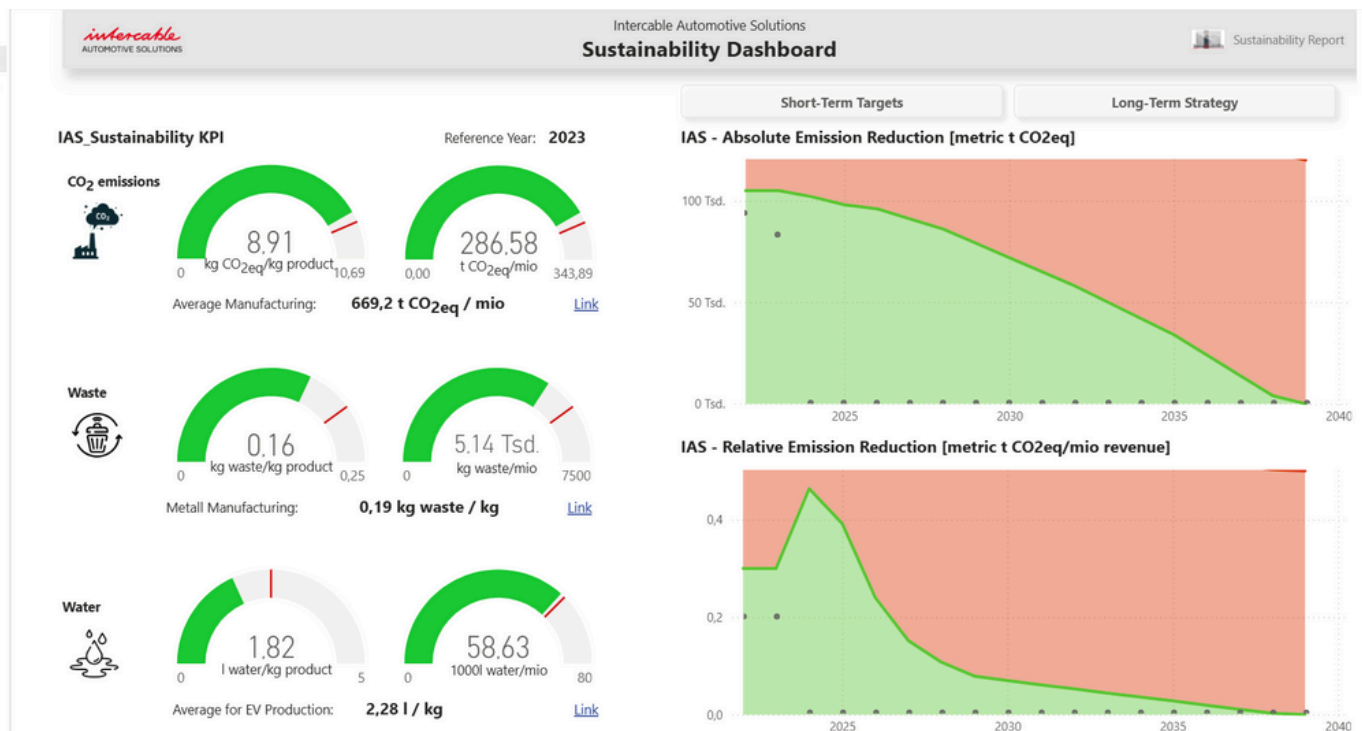 intercable
AUTOMOTIVE SOLUTIONS
Intercable Automotive Solutions
Sustainability Dashboard
Sustainability Report
Short-Term Targets
Long-Term Strategy
IAS_Sustainability KPI
Reference Year: 2023
CO2 emissions
CO₂
8,91
kg CO2eq/kg product
0
10,69
286,58
t CO2eq/mio
0,00
343,89
Average Manufacturing: 669,2 t CO2eq / mio Link
Waste
0,16
kg waste/kg product
0
0,25
5,14 Tsd.
kg waste/mio
0
7500
Metall Manufacturing: 0,19 kg waste / kg Link
Water
1,82
l water/kg product
0
5
58,63
1000l water/mio
0
80
Average for EV Production: 2,28 l / kg Link
IAS - Absolute Emission Reduction [metric t CO2eq]
100 Tsd.
50 Tsd.
0 Tsd.
2025
2030
2035
2040
IAS - Relative Emission Reduction [metric t CO2eq/mio revenue]
0,4
0,2
0,0
2025
2030
2035
2040